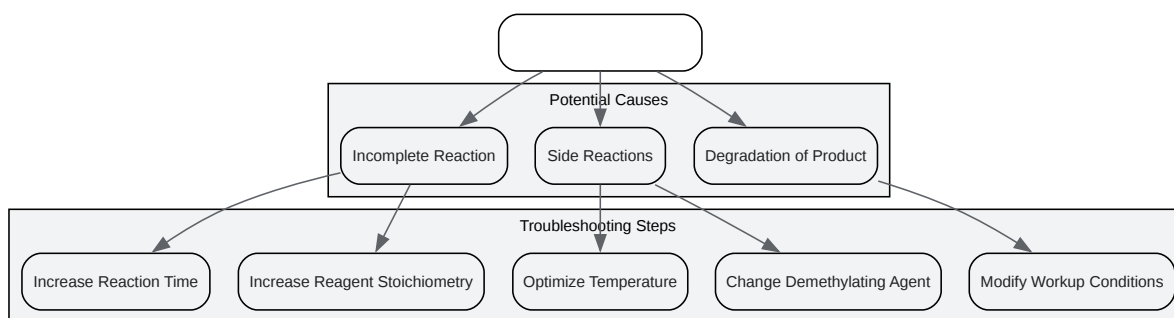 Potential Causes
Incomplete Reaction
Side Reactions
Degradation of Product
Troubleshooting Steps
Increase Reaction Time
Increase Reagent Stoichiometry
Optimize Temperature
Change Demethylating Agent
Modify Workup Conditions